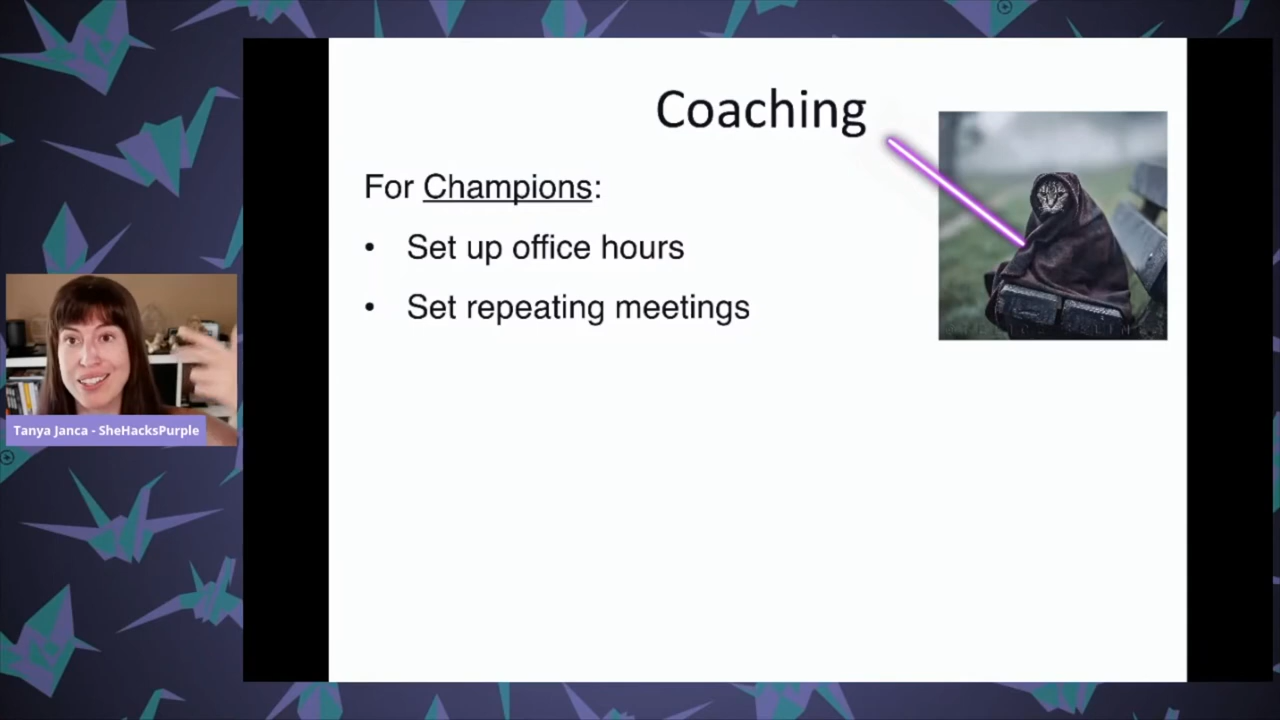 Coaching
For Champions:
• Set up office hours
• Set repeating meetings
Tanya Janca - SheHacksPurple